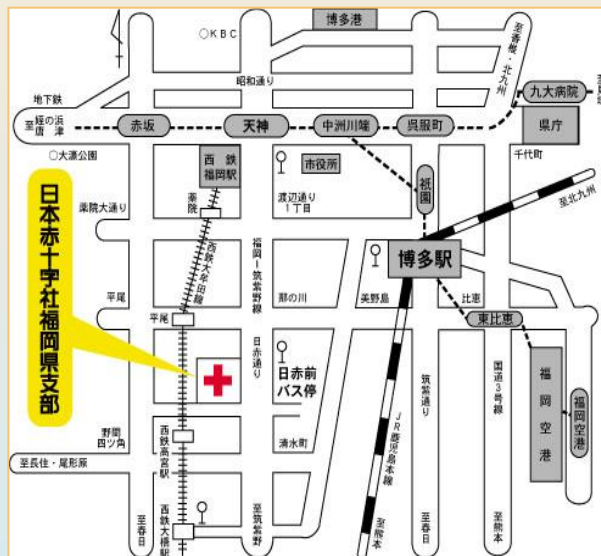 ○KBC
博多港
至香椎・北九州
昭和通り
地下鉄
至姪の浜
唐津
赤坂
天神
中洲川端
呉服町
九大病院
県庁
千代町
○大濠公園
西鉄
福岡駅
市役所
祇園
渡辺通り
1丁目
薬院大通り
薬院
至北九州
博多駅
西鉄大牟田線
福岡ー筑紫野線
日本赤十字社福岡県支部
平尾
那の川
美野島
比恵
平尾
東比恵
日赤通り
日赤前
バス停
筑紫通り
国道3号線
福岡空港
福岡空港
JR鹿児島本線
野間
四ツ角
西鉄高宮駅
清水町
至長住・尾形原
至春日
西鉄大橋駅
至筑紫野
至熊本
至春日
至熊本